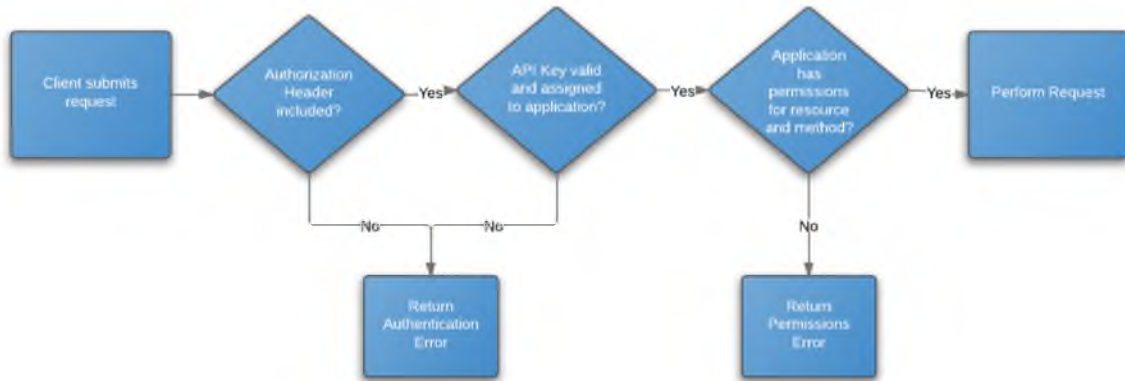 Client submits
request
Authorization
Header
included?
Yes
API Key valid
and assigned
to application?
Yes
Application
has
permissions
for resource
and method?
Yes
Perform Request
No
No
No
Return
Authentication
Error
Return
Permissions
Error